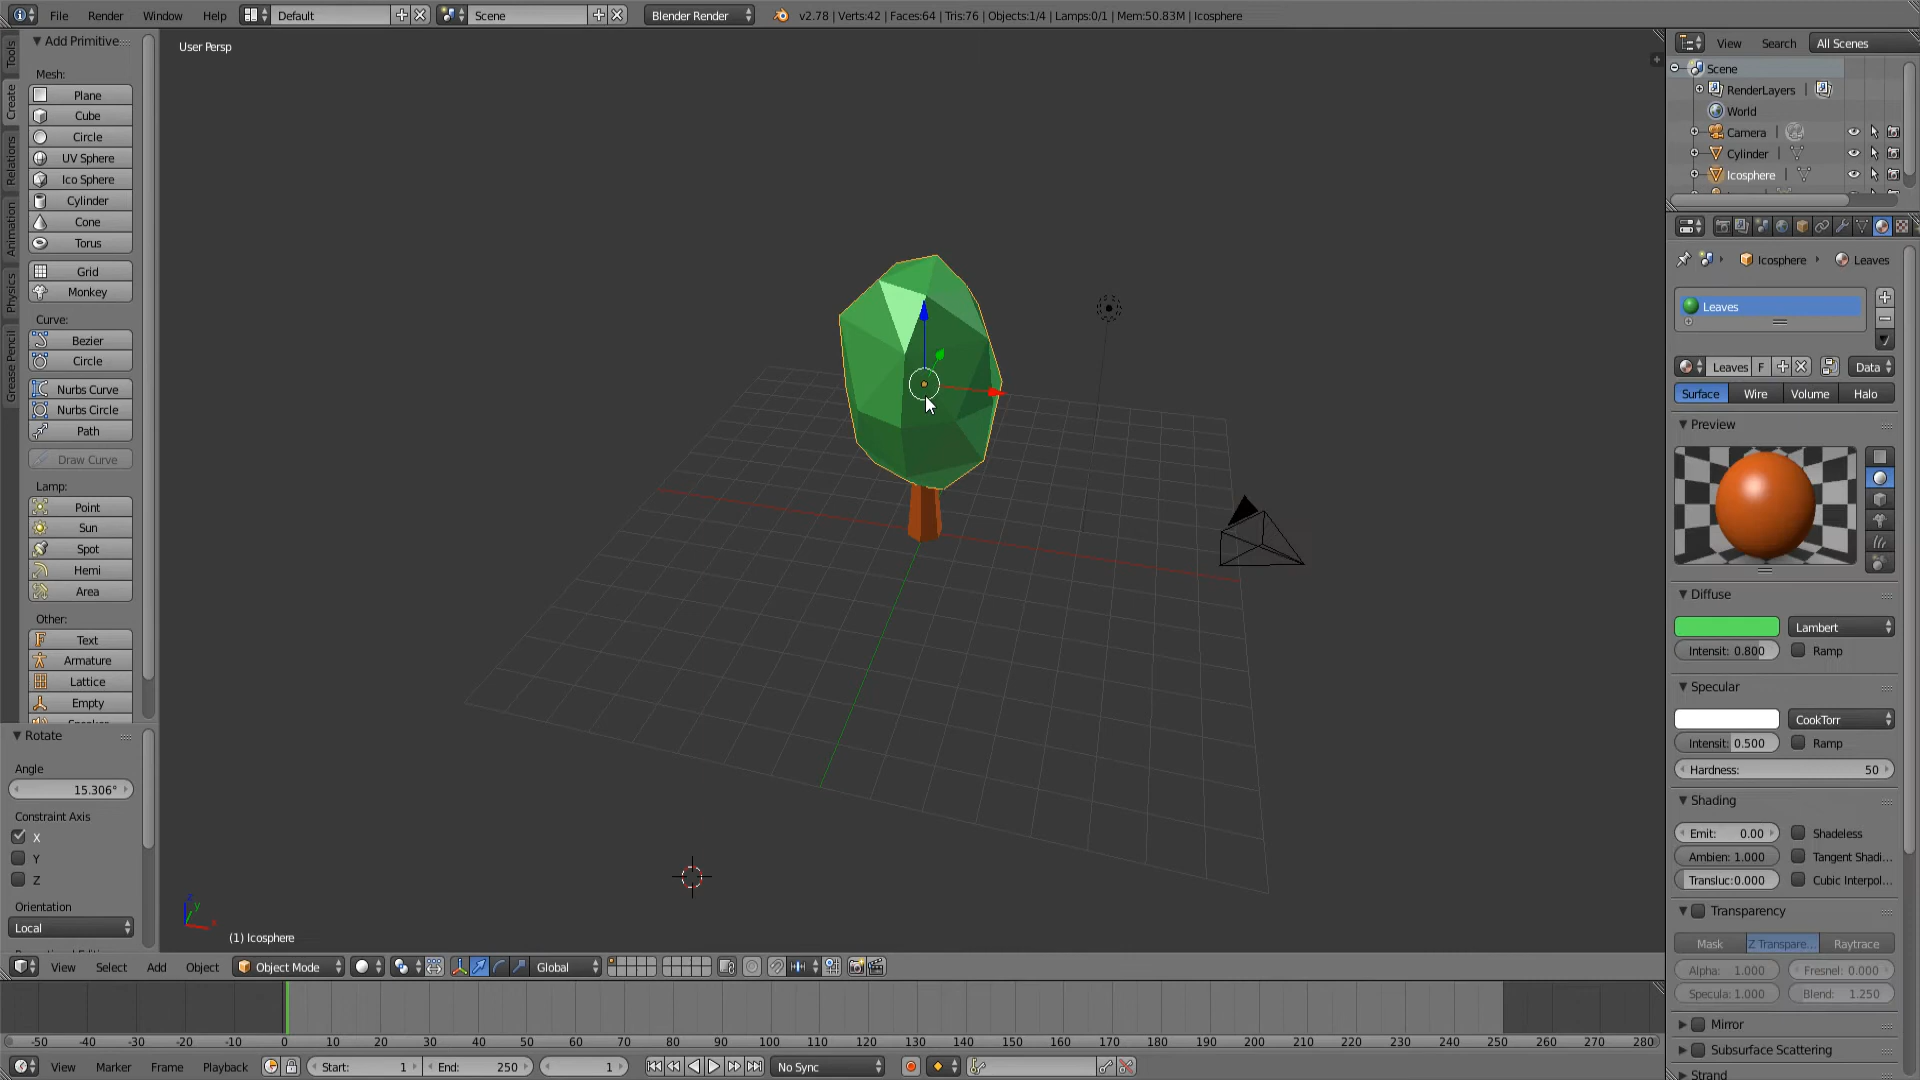 File Render Window Help Default Scene Blender Render v2.78 | Verts:42 | Faces:64 | Tris:76 | Objects:1/4 | Lamps:0/1 | Mem:50.83M | Icosphere
Tools
Create
Relations
Animation
Physics
Grease Pencil
Add Primitive
Mesh:
Plane
Cube
Circle
UV Sphere
Ico Sphere
Cylinder
Cone
Torus
Grid
Monkey
Curve:
Bezier
Circle
Nurbs Curve
Nurbs Circle
Path
Draw Curve
Lamp:
Point
Sun
Spot
Hemi
Area
Other:
Text
Armature
Lattice
Empty
Rotate
Angle
15.306°
Constraint Axis
X
Y
Z
Orientation
Local
User Persp
(1) Icosphere
View Select Add Object Object Mode Global
-50 -40 -30 -20 -10 0 10 20 30 40 50 60 70 80 90 100 110 120 130 140 150 160 170 180 190 200 210 220 230 240 250 260 270 280
View Marker Frame Playback Start: 1 End: 250 1 No Sync
View Search All Scenes
Scene
RenderLayers |
World
Camera |
Cylinder |
Icosphere |
Icosphere Leaves
Leaves
Leaves F Data
Surface Wire Volume Halo
Preview
Diffuse
Lambert
Intensit: 0.800 Ramp
Specular
CookTorr
Intensit: 0.500 Ramp
Hardness: 50
Shading
Emit: 0.00 Shadeless
Ambien: 1.000 Tangent Shadi...
Transluc:0.000 Cubic Interpol...
Transparency
Mask Z Transpare... Raytrace
Alpha: 1.000 Fresnel: 0.000
Specula: 1.000 Blend: 1.250
Mirror
Subsurface Scattering
Strand